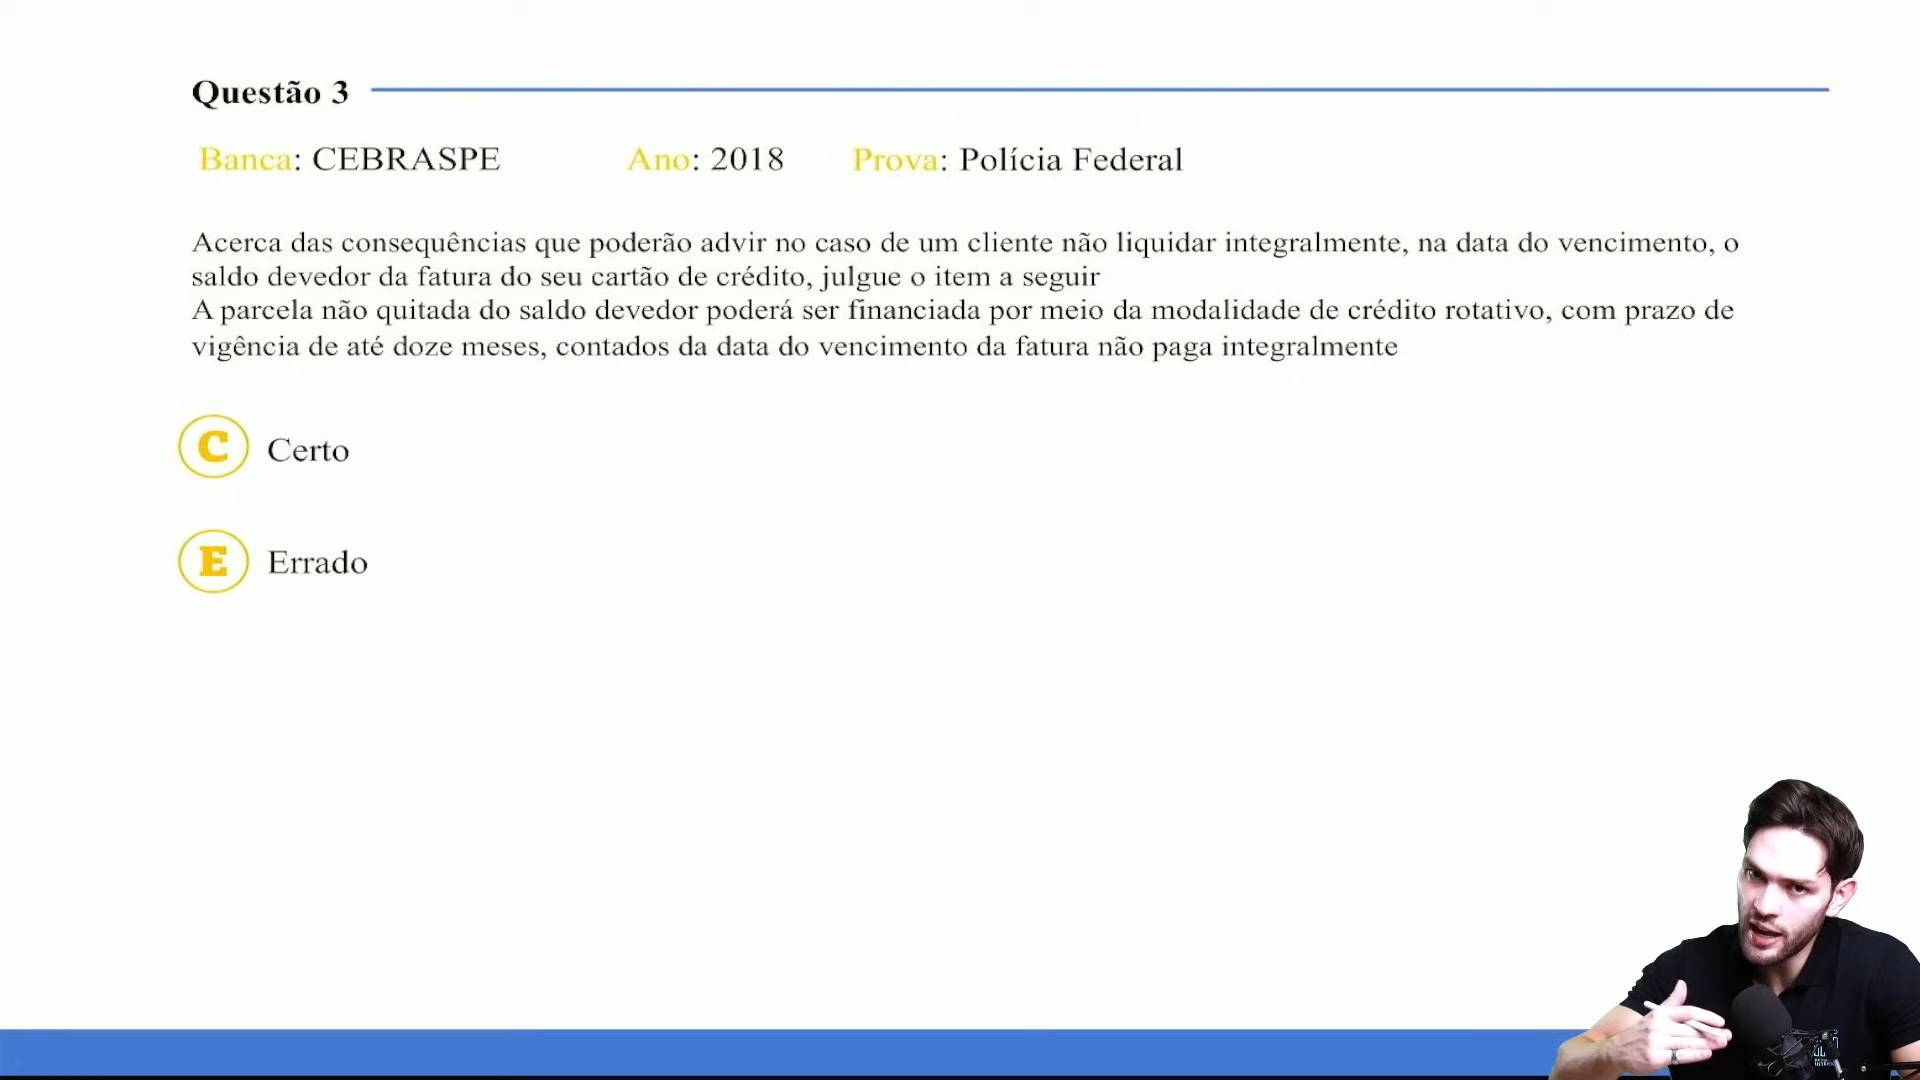 Questão 3
Banca: CEBRASPE Ano: 2018 Prova: Polícia Federal
Acerca das consequências que poderão advir no caso de um cliente não liquidar integralmente, na data do vencimento, o
saldo devedor da fatura do seu cartão de crédito, julgue o item a seguir
A parcela não quitada do saldo devedor poderá ser financiada por meio da modalidade de crédito rotativo, com prazo de
vigência de até doze meses, contados da data do vencimento da fatura não paga integralmente
C Certo
E Errado